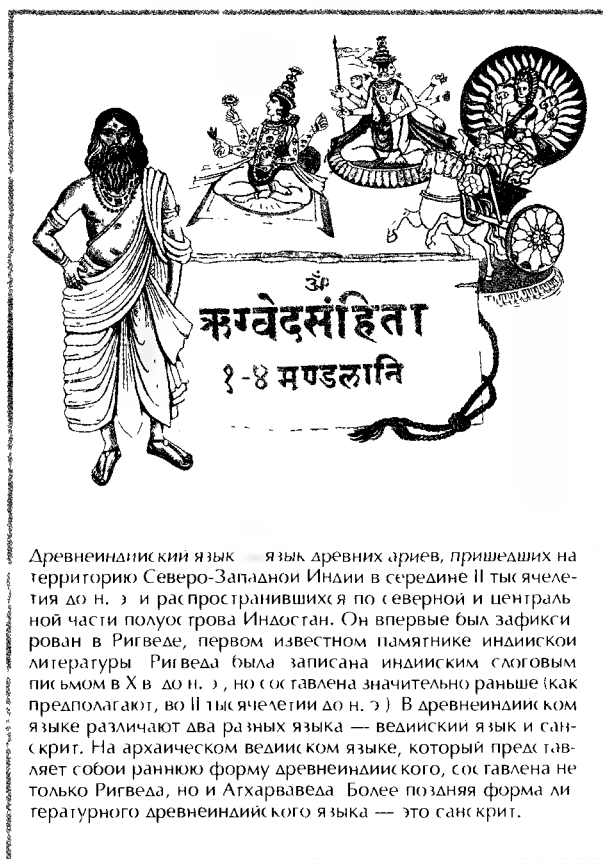 ॐ
ऋग्वेदसंहिता
१-४ मण्डलानि
Древнеиндийский язык — язык древних ариев, пришедших на
территорию Северо-Западной Индии в середине II тысячеле-
тия до н. э и распространившихся по северной и централь
ной части полуострова Индостан. Он впервые был зафикси
рован в Ригведе, первом известном памятнике индийской
литературы Ригведа была записана индийским слоговым
письмом в X в до н. э, но составлена значительно раньше (как
предполагают, во II тысячелетии до н. э) В древнеиндийском
языке различают два разных языка — ведийский язык и сан-
скрит. На архаическом ведийском языке, который представ-
ляет собой раннюю форму древнеиндийского, составлена не
только Ригведа, но и Атхарваведа Более поздняя форма ли
тературного древнеиндийского языка — это санскрит.